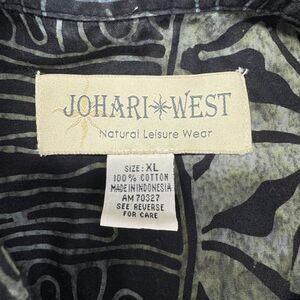 JOHARI WEST
Natural Leisure Wear
SIZE: XL
100% COTTON
MADE IN INDONESIA
AM 70327
SEE REVERSE
FOR CARE